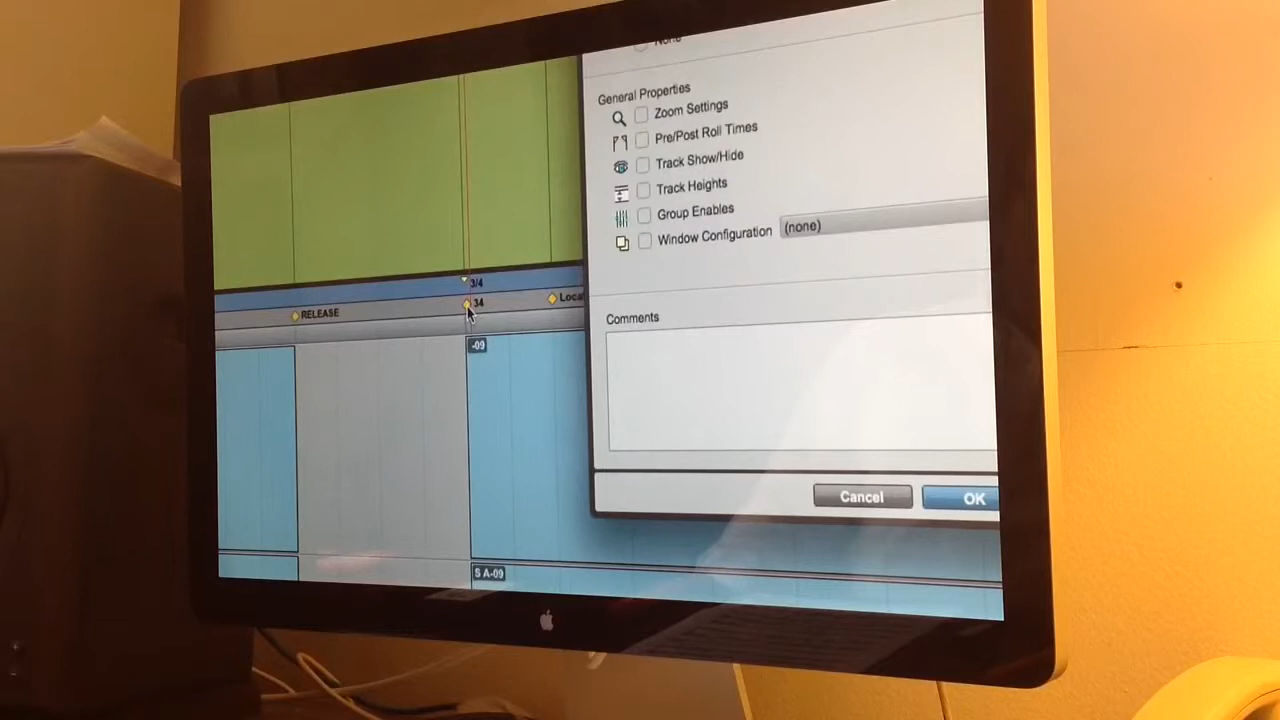 None
General Properties
Zoom Settings
Pre/Post Roll Times
Track Show/Hide
Track Heights
Group Enables
Window Configuration (none)
3/4
34
RELEASE
-09
Comments
Cancel
OK
S A-09